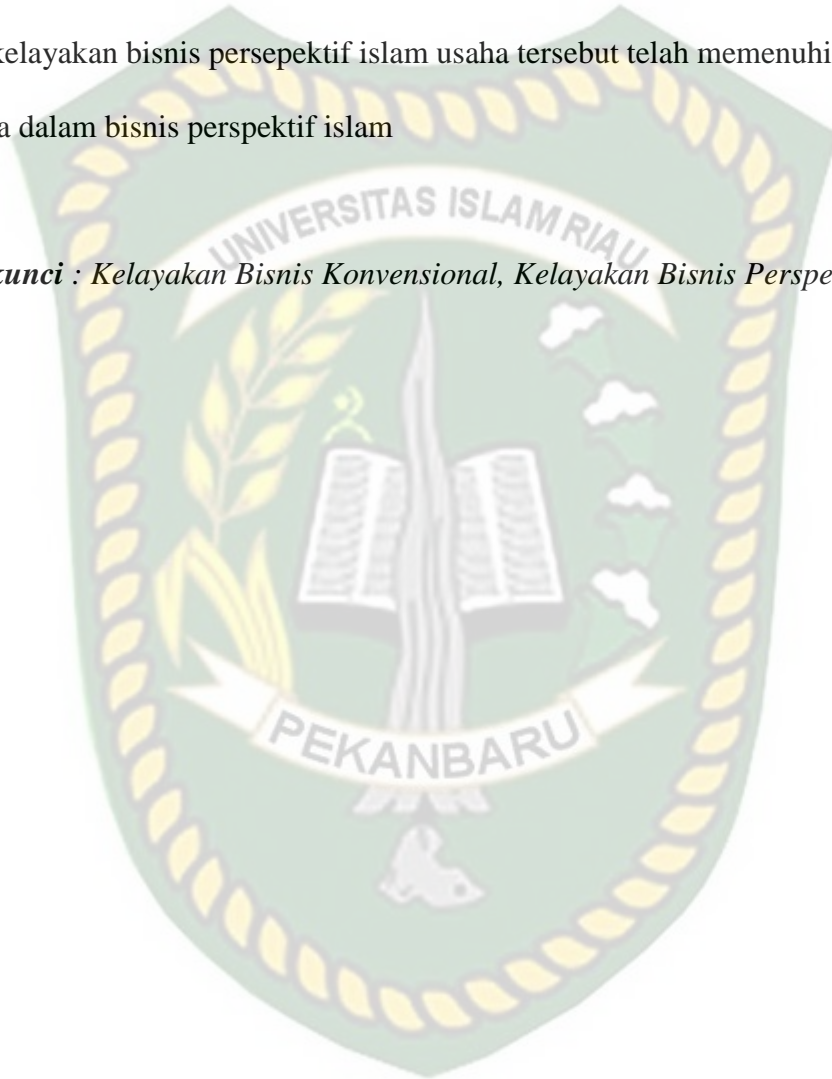 kelayakan bisnis persepektif islam usaha tersebut telah memenuhi
a dalam bisnis perspektif islam
UNIVERSITAS ISLAM RIAU
kunci : Kelayakan Bisnis Konvensional, Kelayakan Bisnis Perspe
PEKANBARU